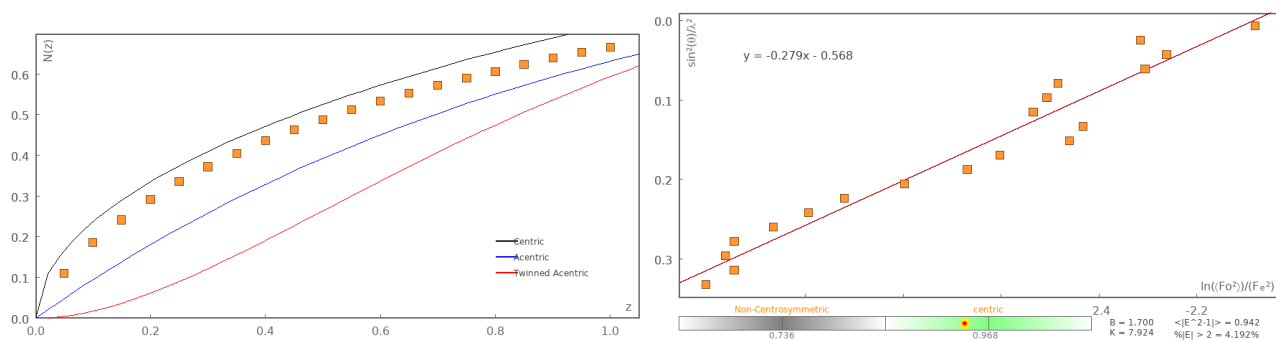 N(z)
0.6
0.5
0.4
0.3
0.2
0.1
0.0
0.0
0.2
0.4
0.6
0.8
1.0
z
Centric
Acentric
Twinned Acentric
sin²(θ)/λ²
0.0
0.1
0.2
0.3
y = -0.279x - 0.568
ln(⟨Fo²⟩)/(Fe²)
2.4
-2.2
Non-Centrosymmetric
centric
0.736
0.968
B = 1.700
<|E^2-1|> = 0.942
K = 7.924
%|E| > 2 = 4.192%